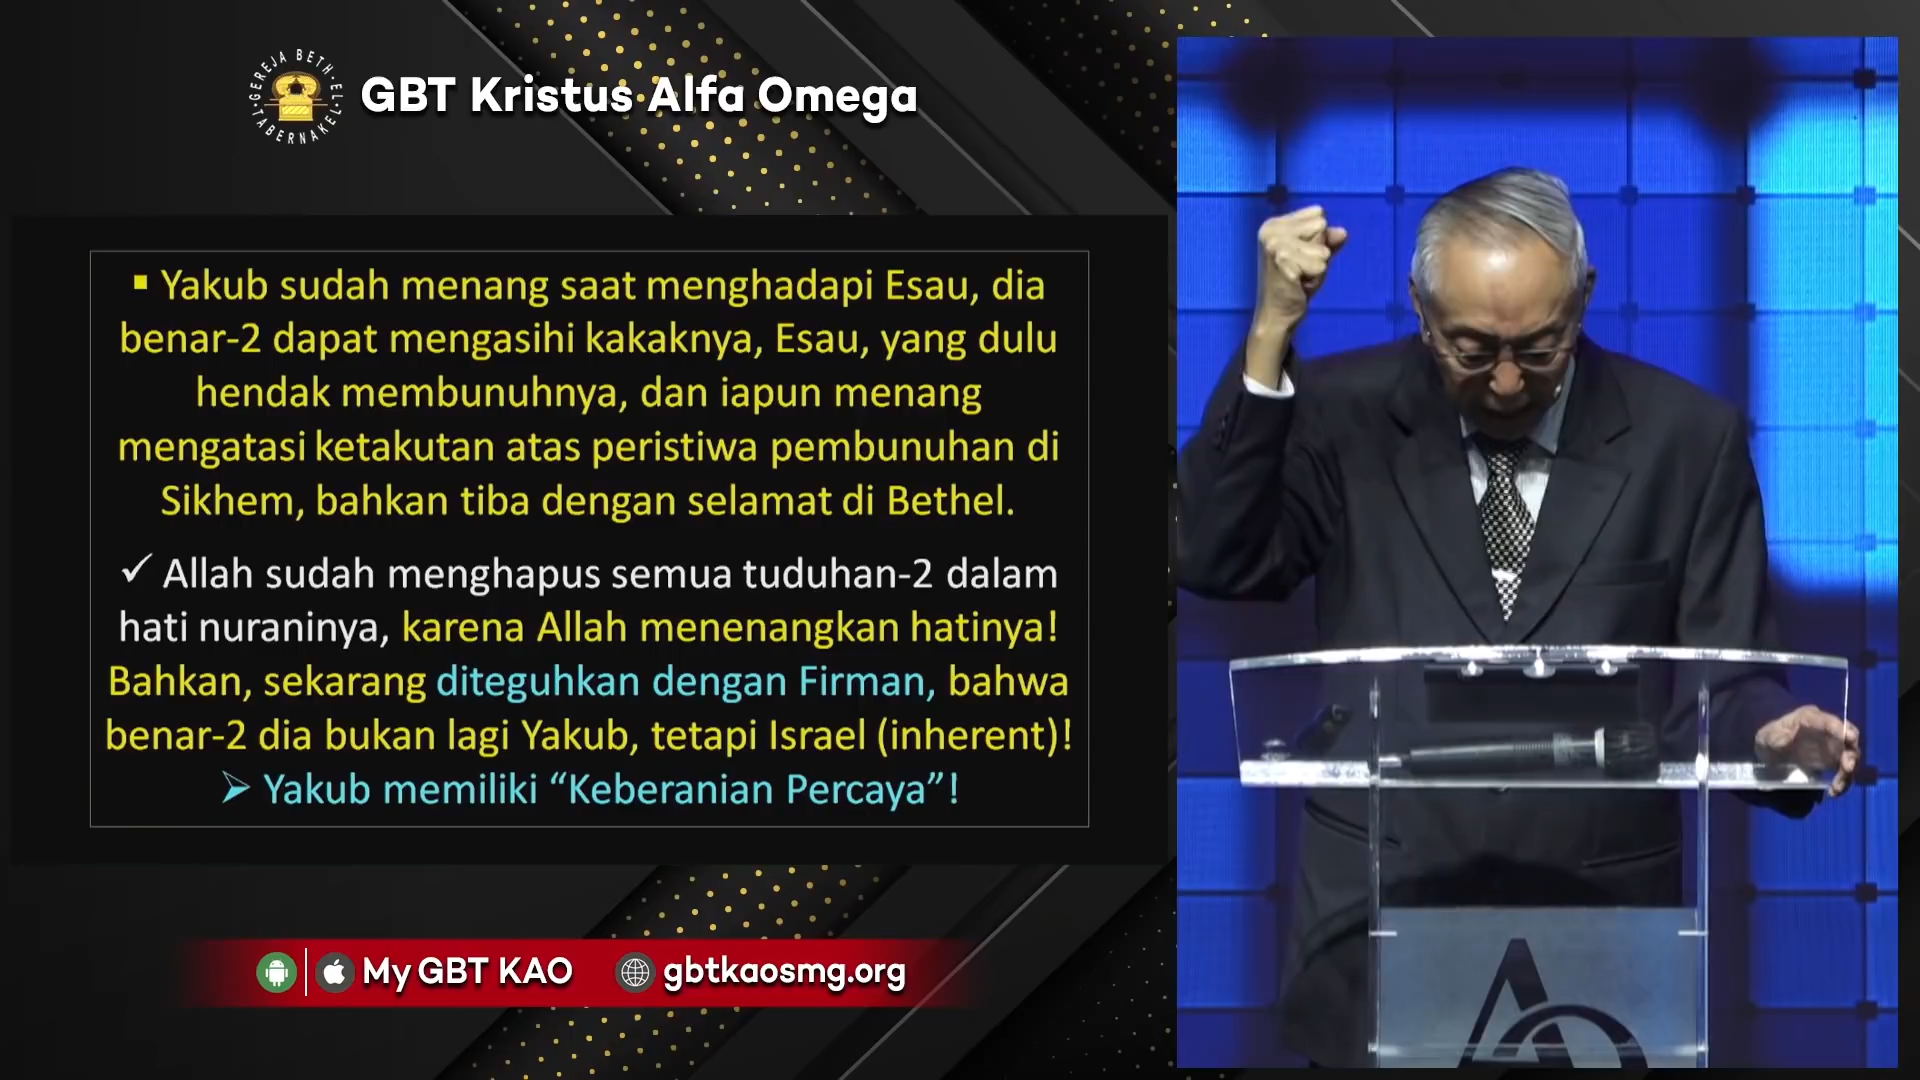 GEREJA BETH-EL TABERNAKEL
GBT Kristus Alfa Omega
▪ Yakub sudah menang saat menghadapi Esau, dia
benar-2 dapat mengasihi kakaknya, Esau, yang dulu
hendak membunuhnya, dan iapun menang
mengatasi ketakutan atas peristiwa pembunuhan di
Sikhem, bahkan tiba dengan selamat di Bethel.
✓ Allah sudah menghapus semua tuduhan-2 dalam
hati nuraninya, karena Allah menenangkan hatinya!
Bahkan, sekarang diteguhkan dengan Firman, bahwa
benar-2 dia bukan lagi Yakub, tetapi Israel (inherent)!
➢ Yakub memiliki “Keberanian Percaya”!
My GBT KAO
gbtkaosmg.org